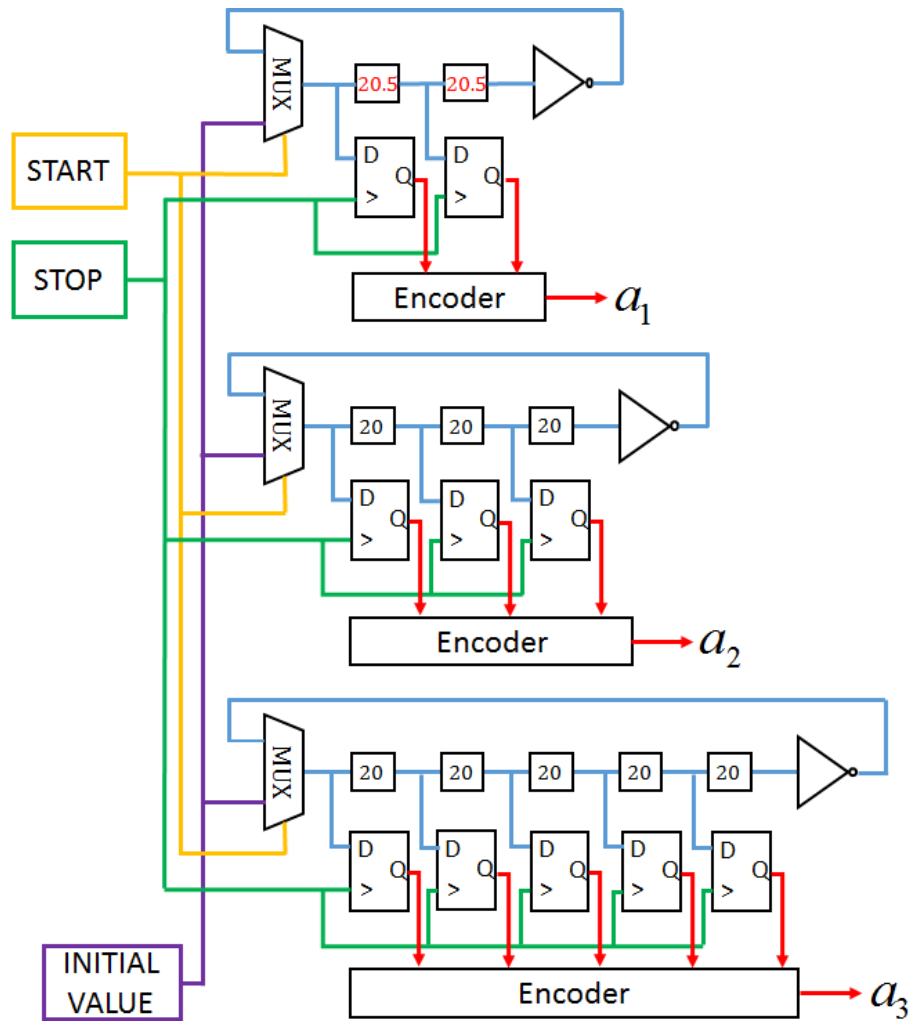 MUX
20.5
20.5
START
D
Q
>
D
Q
>
STOP
Encoder
a₁
MUX
20
20
20
D
Q
>
D
Q
>
D
Q
>
Encoder
a₂
MUX
20
20
20
20
20
D
Q
>
D
Q
>
D
Q
>
D
Q
>
D
Q
>
INITIAL
VALUE
Encoder
a₃